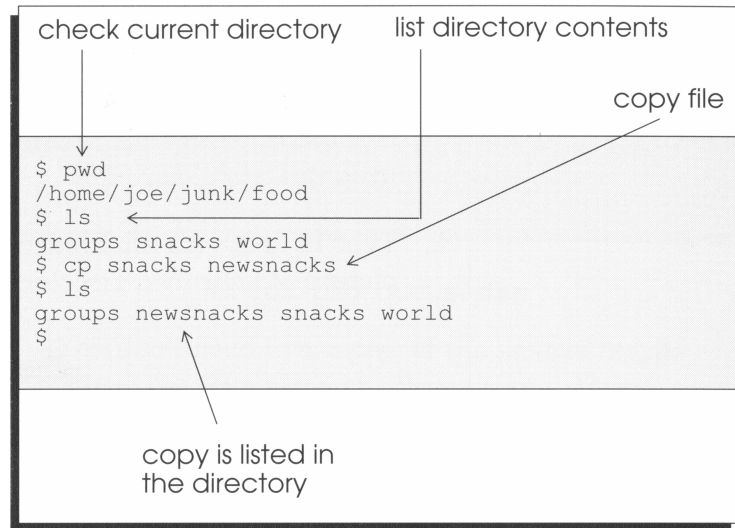 check current directory
list directory contents
copy file
$ pwd
/home/joe/junk/food
$ ls
groups snacks world
$ cp snacks newsnacks
$ ls
groups newsnacks snacks world
$
copy is listed in
the directory